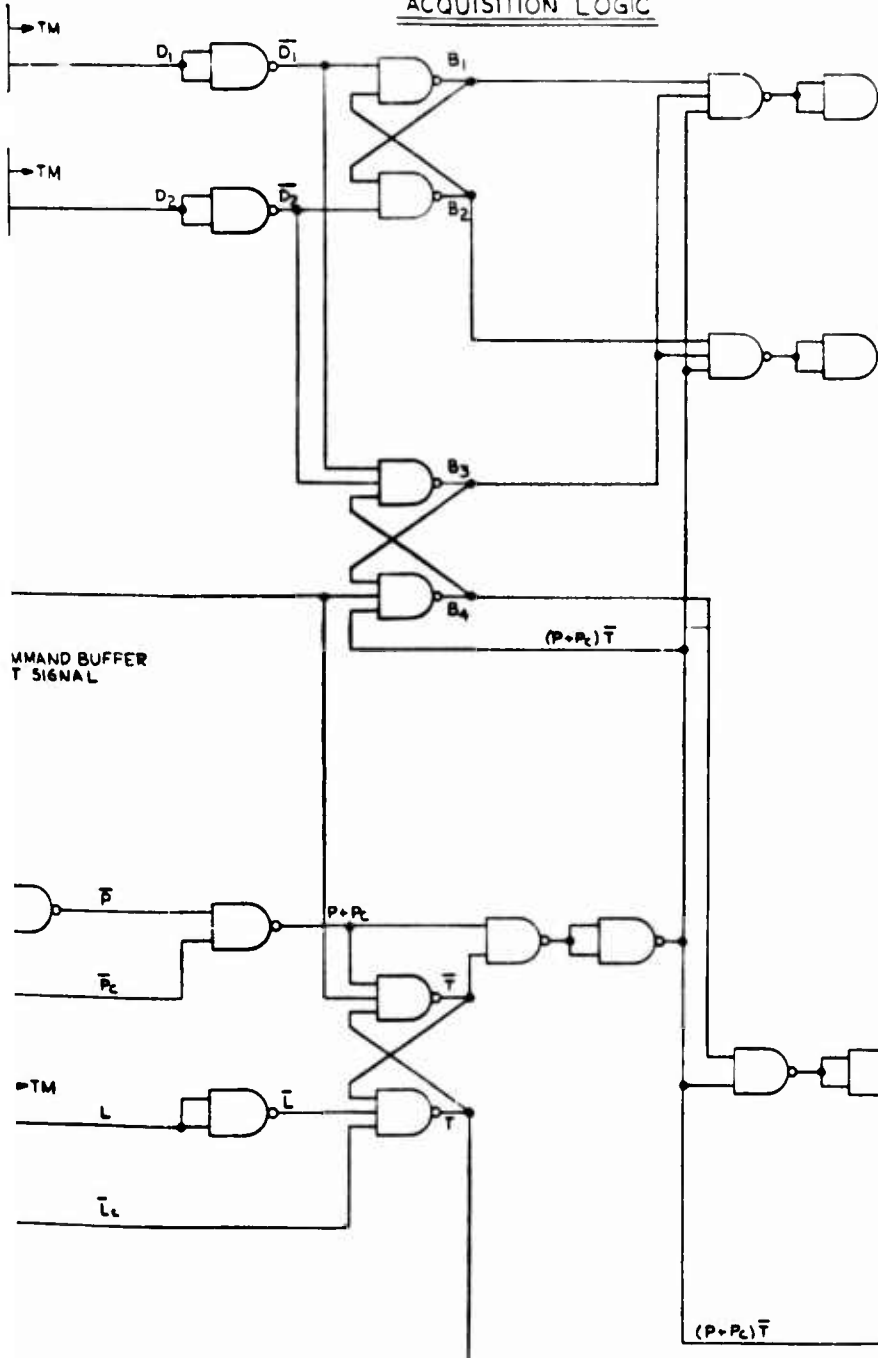 ACQUISITION LOGIC
TM
D1
D̅1̅
B1
TM
D2
D̅2̅
B2
B3
B4
(P+Pc)T̅
MMAND BUFFER
T SIGNAL
P̅
P+Pc
P̅c
T̅
TM
L
L̅
T
L̅c
(P+Pc)T̅